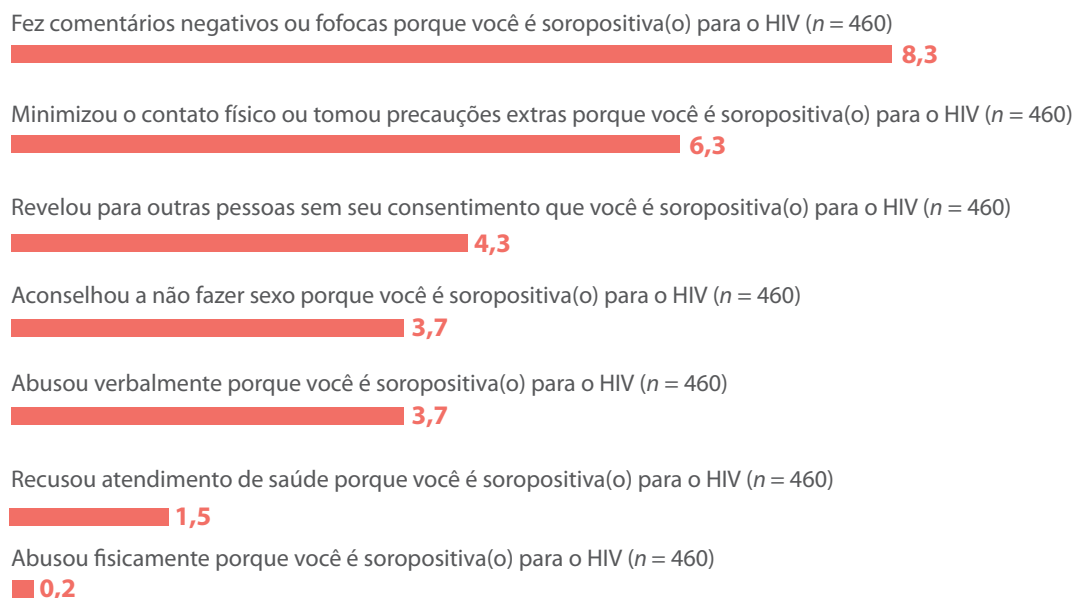 Fez comentários negativos ou fofocas porque você é soropositiva(o) para o HIV (n = 460)
8,3
Minimizou o contato físico ou tomou precauções extras porque você é soropositiva(o) para o HIV (n = 460)
6,3
Revelou para outras pessoas sem seu consentimento que você é soropositiva(o) para o HIV (n = 460)
4,3
Aconselhou a não fazer sexo porque você é soropositiva(o) para o HIV (n = 460)
3,7
Abusou verbalmente porque você é soropositiva(o) para o HIV (n = 460)
3,7
Recusou atendimento de saúde porque você é soropositiva(o) para o HIV (n = 460)
1,5
Abusou fisicamente porque você é soropositiva(o) para o HIV (n = 460)
0,2